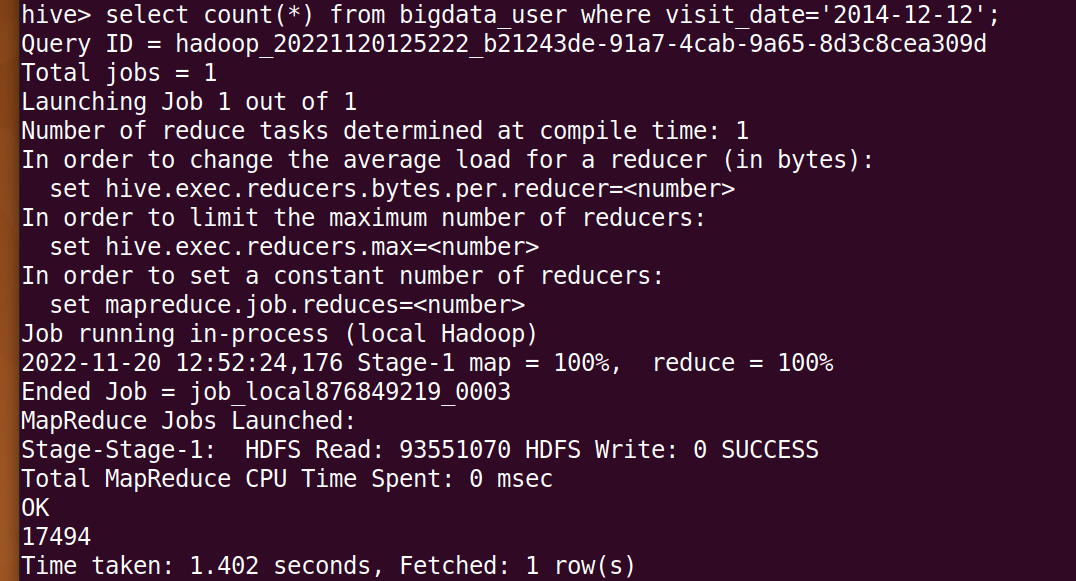 hive> select count(*) from bigdata_user where visit_date='2014-12-12';
Query ID = hadoop_20221120125222_b21243de-91a7-4cab-9a65-8d3c8cea309d
Total jobs = 1
Launching Job 1 out of 1
Number of reduce tasks determined at compile time: 1
In order to change the average load for a reducer (in bytes):
  set hive.exec.reducers.bytes.per.reducer=<number>
In order to limit the maximum number of reducers:
  set hive.exec.reducers.max=<number>
In order to set a constant number of reducers:
  set mapreduce.job.reduces=<number>
Job running in-process (local Hadoop)
2022-11-20 12:52:24,176 Stage-1 map = 100%,  reduce = 100%
Ended Job = job_local876849219_0003
MapReduce Jobs Launched:
Stage-Stage-1:  HDFS Read: 93551070 HDFS Write: 0 SUCCESS
Total MapReduce CPU Time Spent: 0 msec
OK
17494
Time taken: 1.402 seconds, Fetched: 1 row(s)